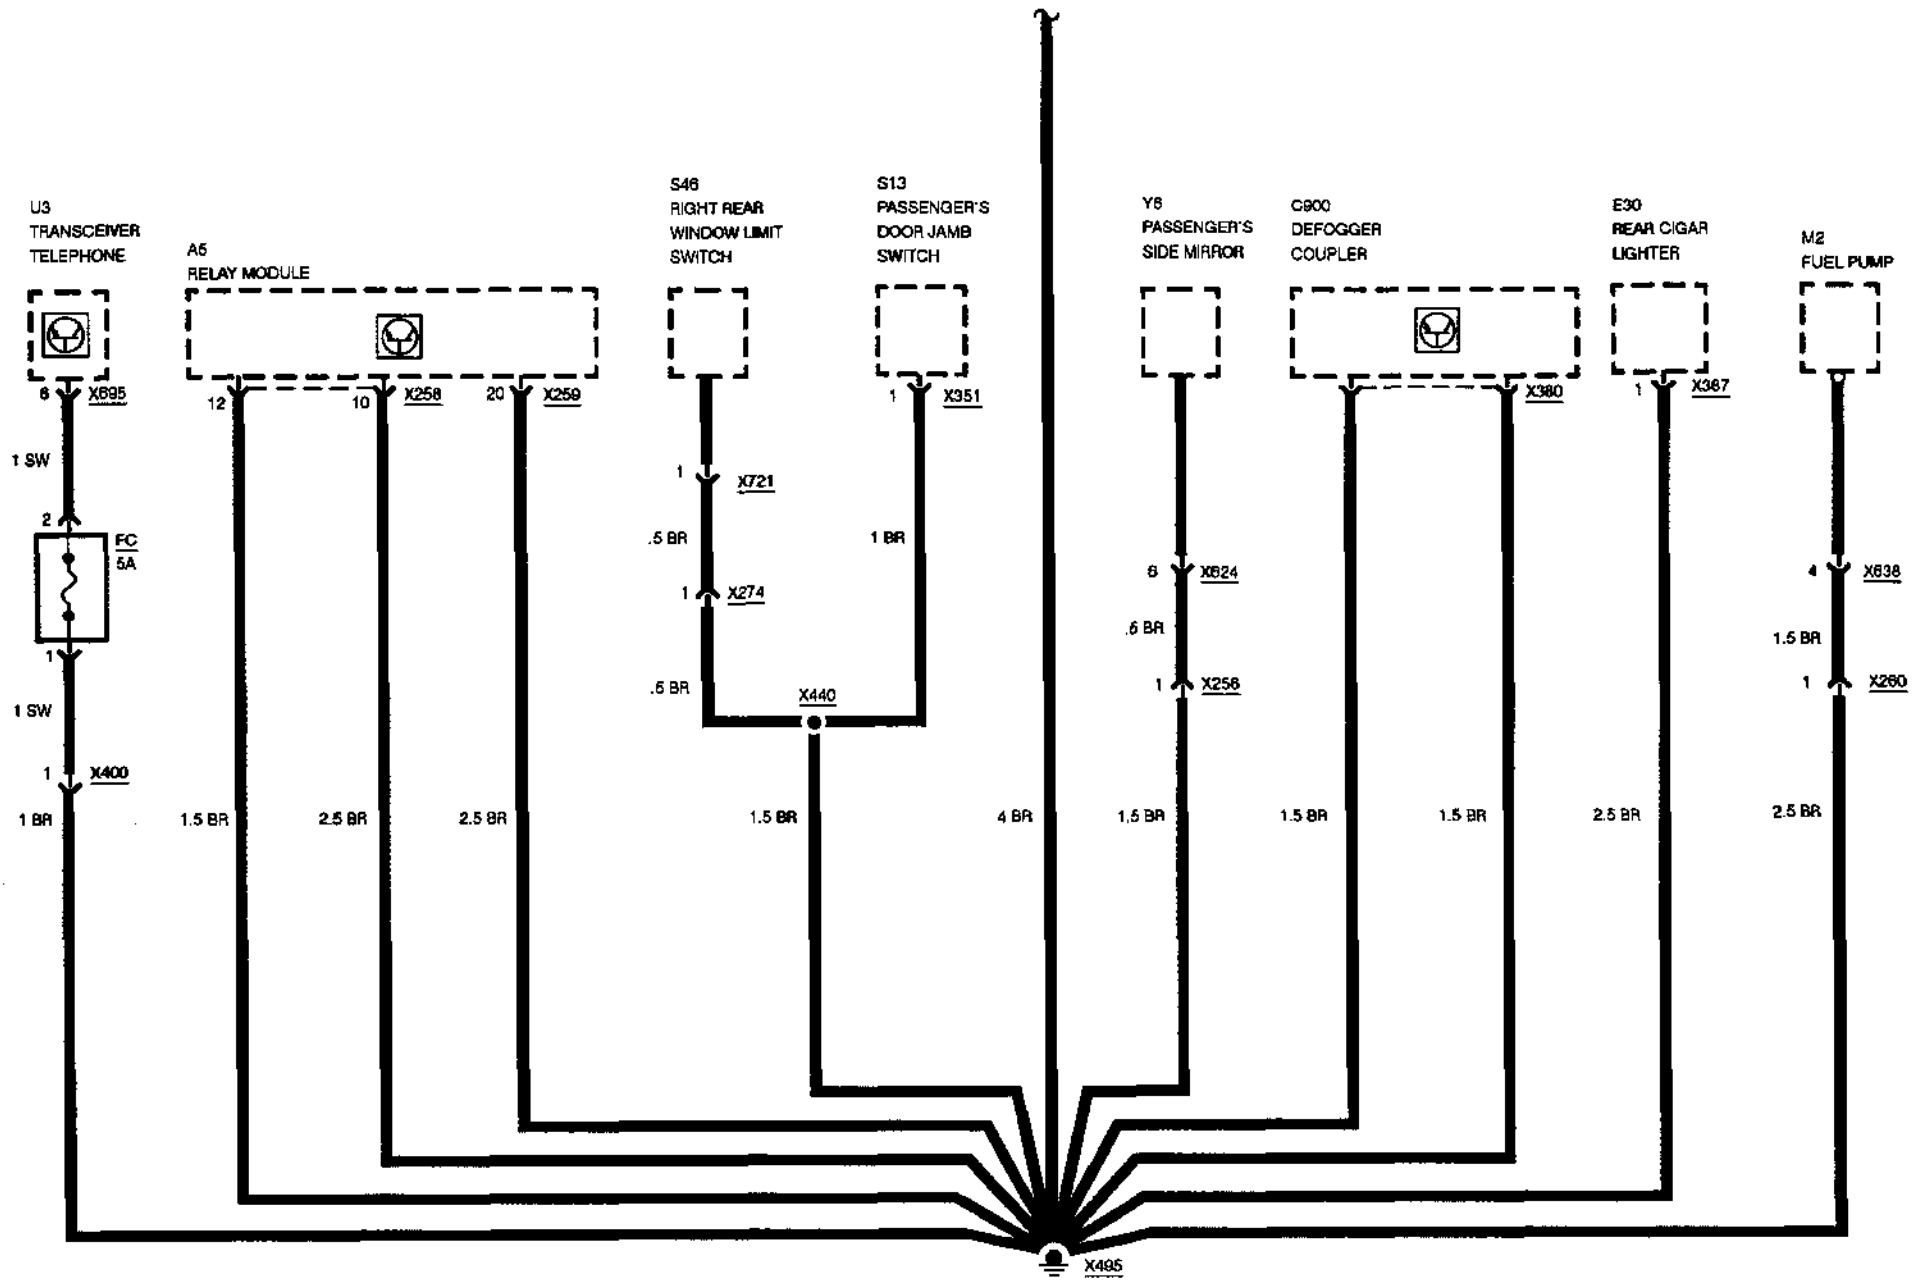 U3
TRANSCEIVER
TELEPHONE
A5
RELAY MODULE
S46
RIGHT REAR
WINDOW LIMIT
SWITCH
S13
PASSENGER'S
DOOR JAMB
SWITCH
Y6
PASSENGER'S
SIDE MIRROR
C900
DEFOGGER
COUPLER
E30
REAR CIGAR
LIGHTER
M2
FUEL PUMP
6 X695
12
10 X258
20 X259
1 X351
X380
1 X387
1 SW
1 X721
2
FC
5A
.5 BR
1 BR
6 X624
4 X638
1 X274
.5 BR
1.5 BR
1
.5 BR
X440
1 X256
1 X260
1 SW
1 X400
1 BR
1.5 BR
2.5 BR
2.5 BR
1.5 BR
4 BR
1.5 BR
1.5 BR
1.5 BR
2.5 BR
2.5 BR
X495